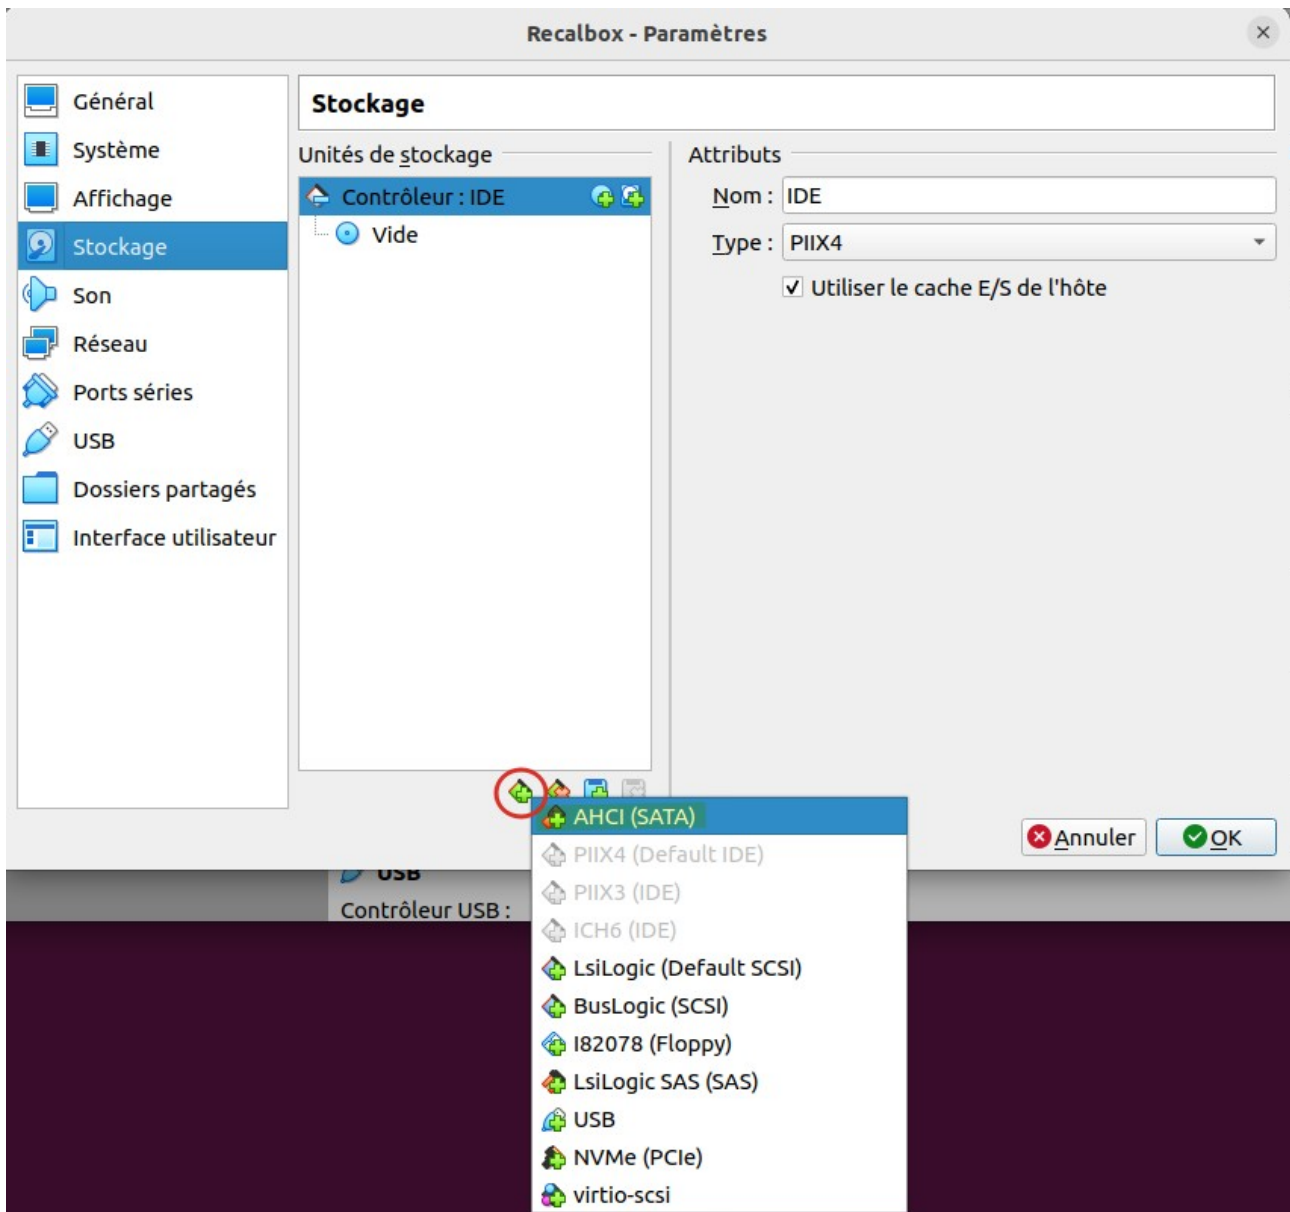 Recalbox - Paramètres
Général
Système
Affichage
Stockage
Son
Réseau
Ports séries
USB
Dossiers partagés
Interface utilisateur
Stockage
Unités de stockage
Contrôleur : IDE
Vide
Attributs
Nom : IDE
Type : PIIX4
Utiliser le cache E/S de l'hôte
Annuler
OK
USB
Contrôleur USB :
AHCI (SATA)
PIIX4 (Default IDE)
PIIX3 (IDE)
ICH6 (IDE)
LsiLogic (Default SCSI)
BusLogic (SCSI)
I82078 (Floppy)
LsiLogic SAS (SAS)
USB
NVMe (PCIe)
virtio-scsi